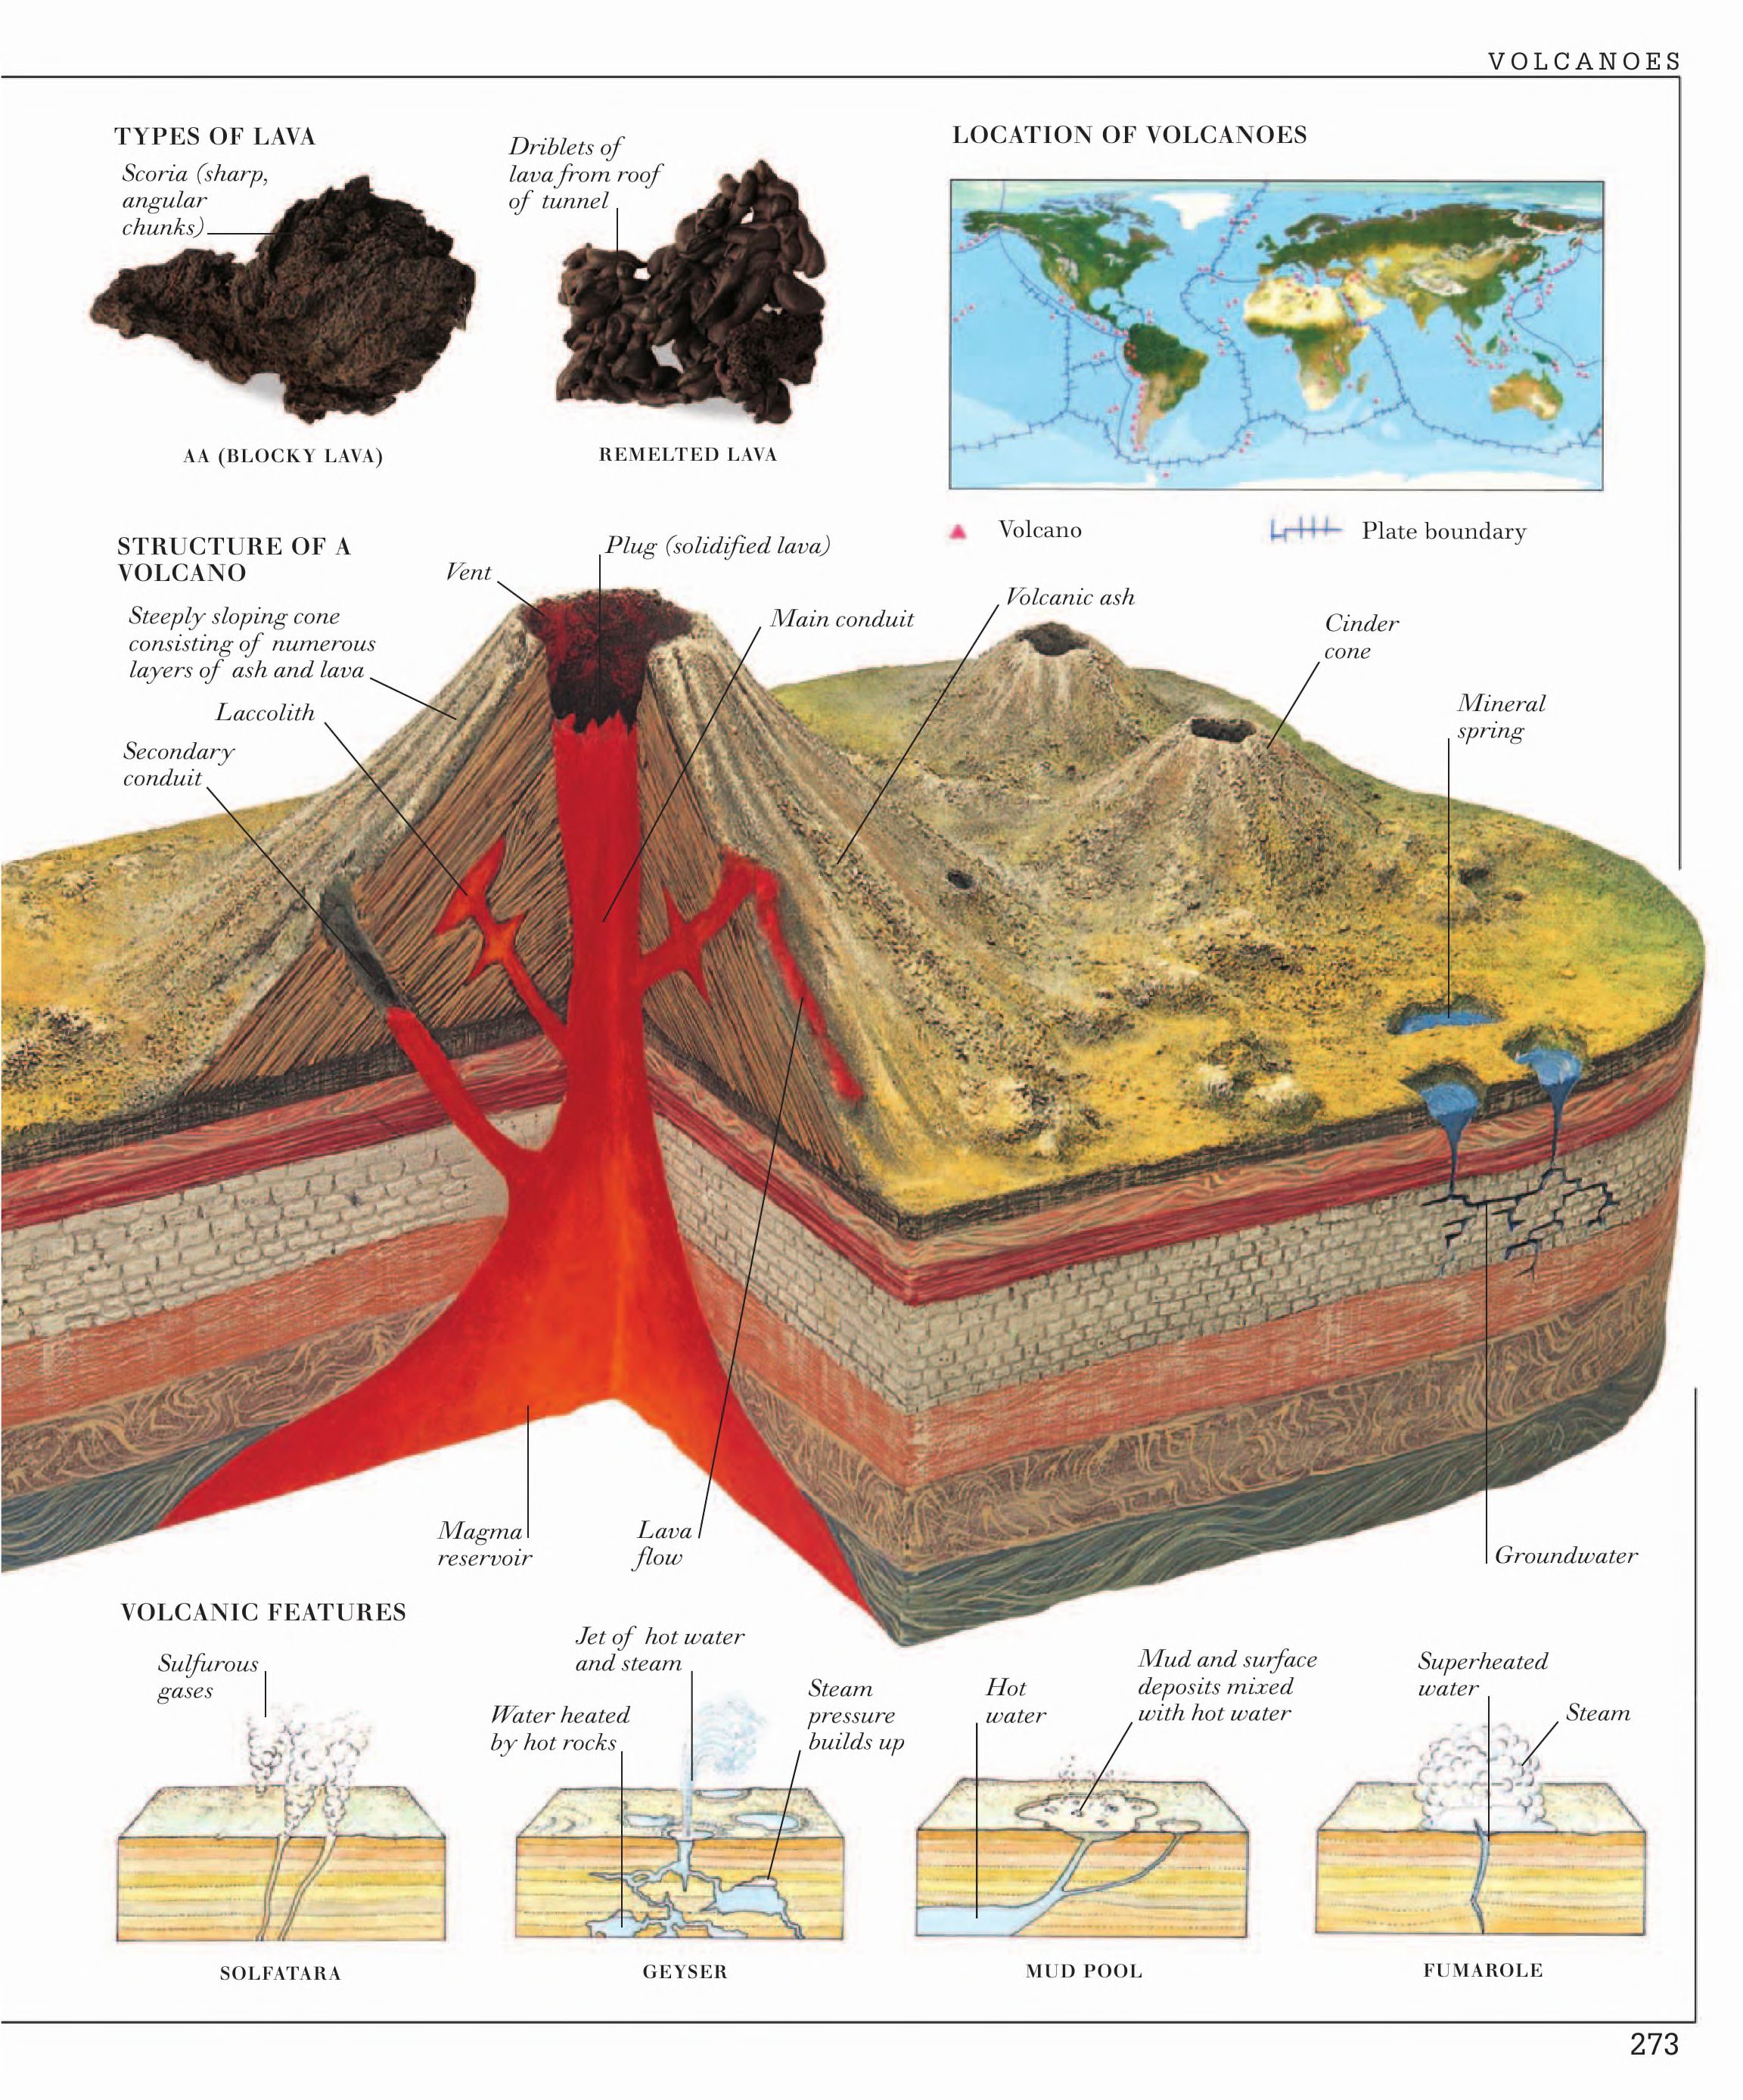 VOLCANOES
TYPES OF LAVA
Scoria (sharp,
angular
chunks)
AA (BLOCKY LAVA)
Driblets of
lava from roof
of tunnel
REMELTED LAVA
LOCATION OF VOLCANOES
Volcano
Plate boundary
STRUCTURE OF A
VOLCANO
Vent
Plug (solidified lava)
Main conduit
Volcanic ash
Cinder
cone
Mineral
spring
Steeply sloping cone
consisting of numerous
layers of ash and lava
Laccolith
Secondary
conduit
Magma
reservoir
Lava
flow
Groundwater
VOLCANIC FEATURES
Sulfurous
gases
SOLFATARA
Jet of hot water
and steam
Water heated
by hot rocks
Steam
pressure
builds up
GEYSER
Hot
water
Mud and surface
deposits mixed
with hot water
MUD POOL
Superheated
water
Steam
FUMAROLE
273